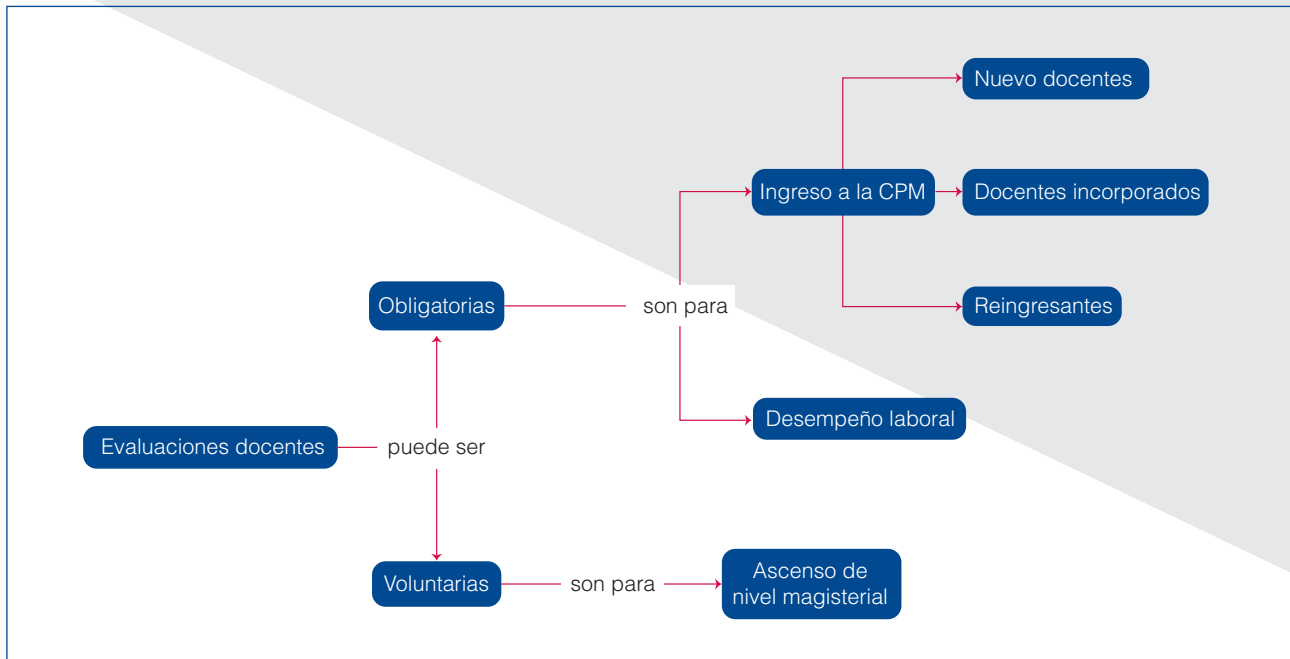 Nuevo docentes
Ingreso a la CPM
Docentes incorporados
Obligatorias
son para
Reingresantes
Desempeño laboral
Evaluaciones docentes
puede ser
Voluntarias
son para
Ascenso de
nivel magisterial